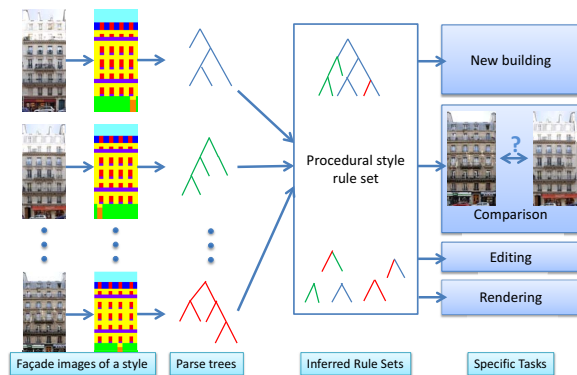 New building
Procedural style
rule set
?
Comparison
Editing
Rendering
Façade images of a style
Parse trees
Inferred Rule Sets
Specific Tasks